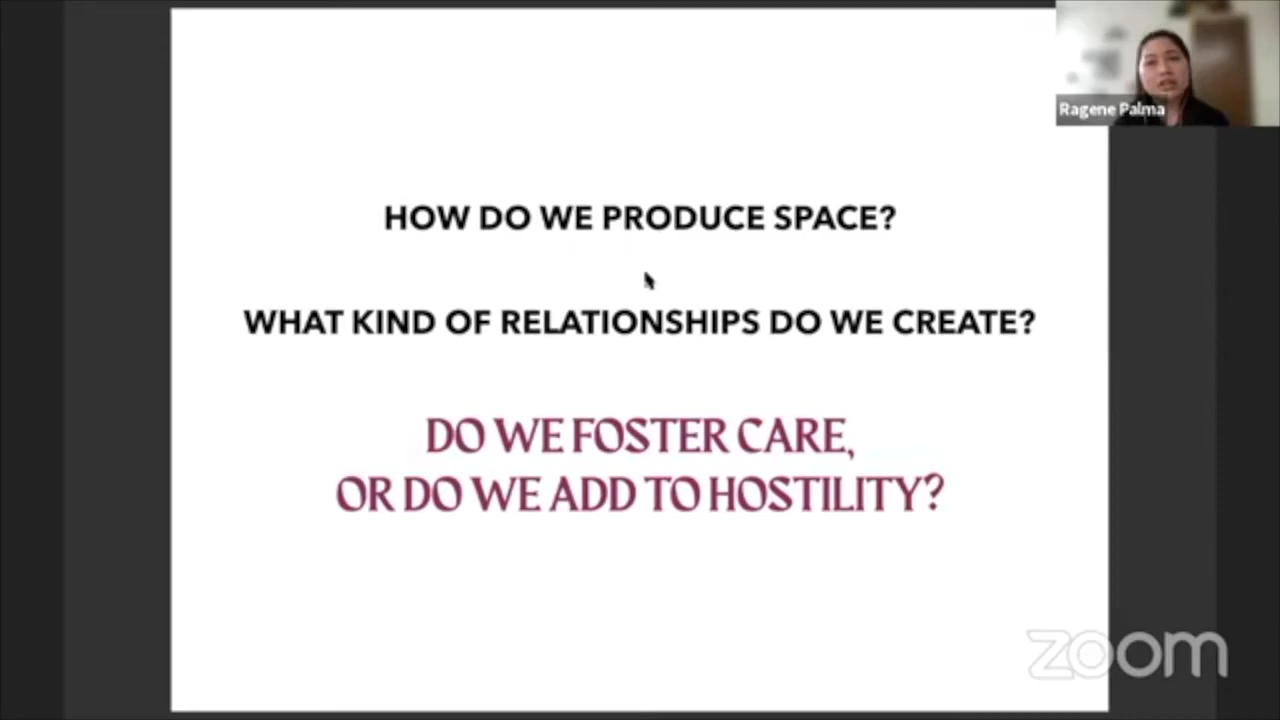 Ragene Palma
HOW DO WE PRODUCE SPACE?
WHAT KIND OF RELATIONSHIPS DO WE CREATE?
DO WE FOSTER CARE,
OR DO WE ADD TO HOSTILITY?
zoom